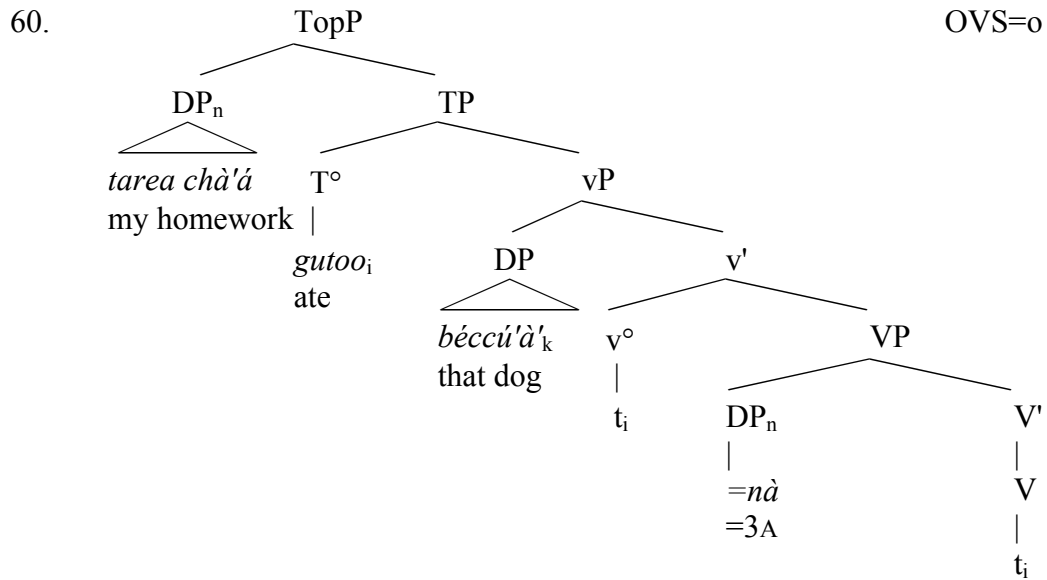 60. TopP OVS=o
DPₙ TP
tarea chà'á T° vP
my homework |
gutooᵢ DP v'
ate
béccú'à'ₖ v° VP
that dog |
tᵢ DPₙ V'
| |
=nà V
=3A |
tᵢ